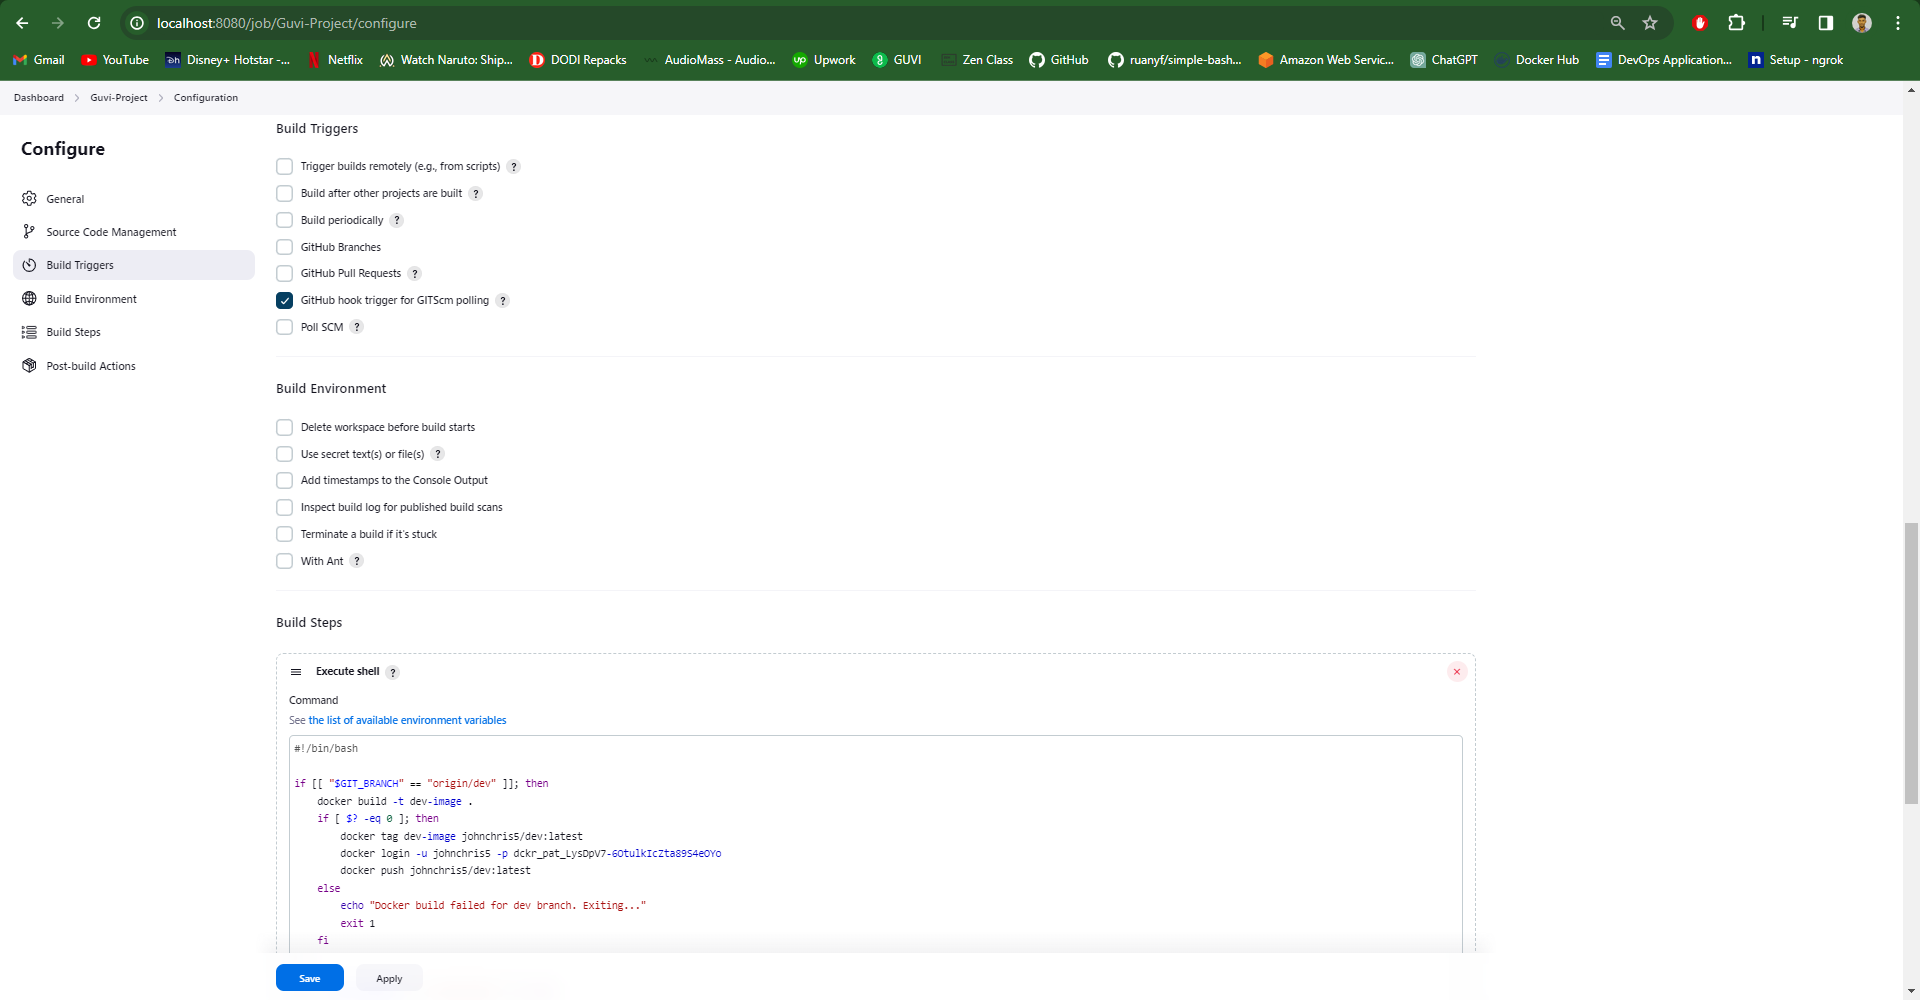 localhost:8080/job/Guvi-Project/configure
Gmail YouTube Disney+ Hotstar -... Netflix Watch Naruto: Ship... DODI Repacks AudioMass - Audio... Upwork GUVI Zen Class GitHub ruanyf/simple-bash... Amazon Web Servic... ChatGPT Docker Hub DevOps Application... Setup - ngrok
Dashboard > Guvi-Project > Configuration
Configure
General
Source Code Management
Build Triggers
Build Environment
Build Steps
Post-build Actions
Build Triggers
Trigger builds remotely (e.g., from scripts) ?
Build after other projects are built ?
Build periodically ?
GitHub Branches
GitHub Pull Requests ?
GitHub hook trigger for GITScm polling ?
Poll SCM ?
Build Environment
Delete workspace before build starts
Use secret text(s) or file(s) ?
Add timestamps to the Console Output
Inspect build log for published build scans
Terminate a build if it's stuck
With Ant ?
Build Steps
Execute shell ?
Command
See the list of available environment variables
#!/bin/bash
if [[ "$GIT_BRANCH" == "origin/dev" ]]; then
docker build -t dev-image .
if [ $? -eq 0 ]; then
docker tag dev-image johnchris5/dev:latest
docker login -u johnchris5 -p dckr_pat_LysDpV7-6OtulkIcZta89S4eOYo
docker push johnchris5/dev:latest
else
echo "Docker build failed for dev branch. Exiting..."
exit 1
fi
Save Apply